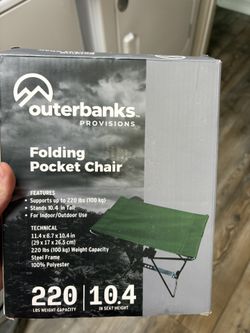 outerbanks™
PROVISIONS
Folding
Pocket Chair
FEATURES
• Supports up to 220 lbs (100 kg)
• Stands 10.4 in Tall
• For Indoor/Outdoor Use
TECHNICAL
11.4 x 6.7 x 10.4 in
(29 x 17 x 26.5 cm)
220 lbs (100 kg) Weight Capacity
Steel Frame
100% Polyester
220 10.4
LBS WEIGHT CAPACITY IN SEAT HEIGHT